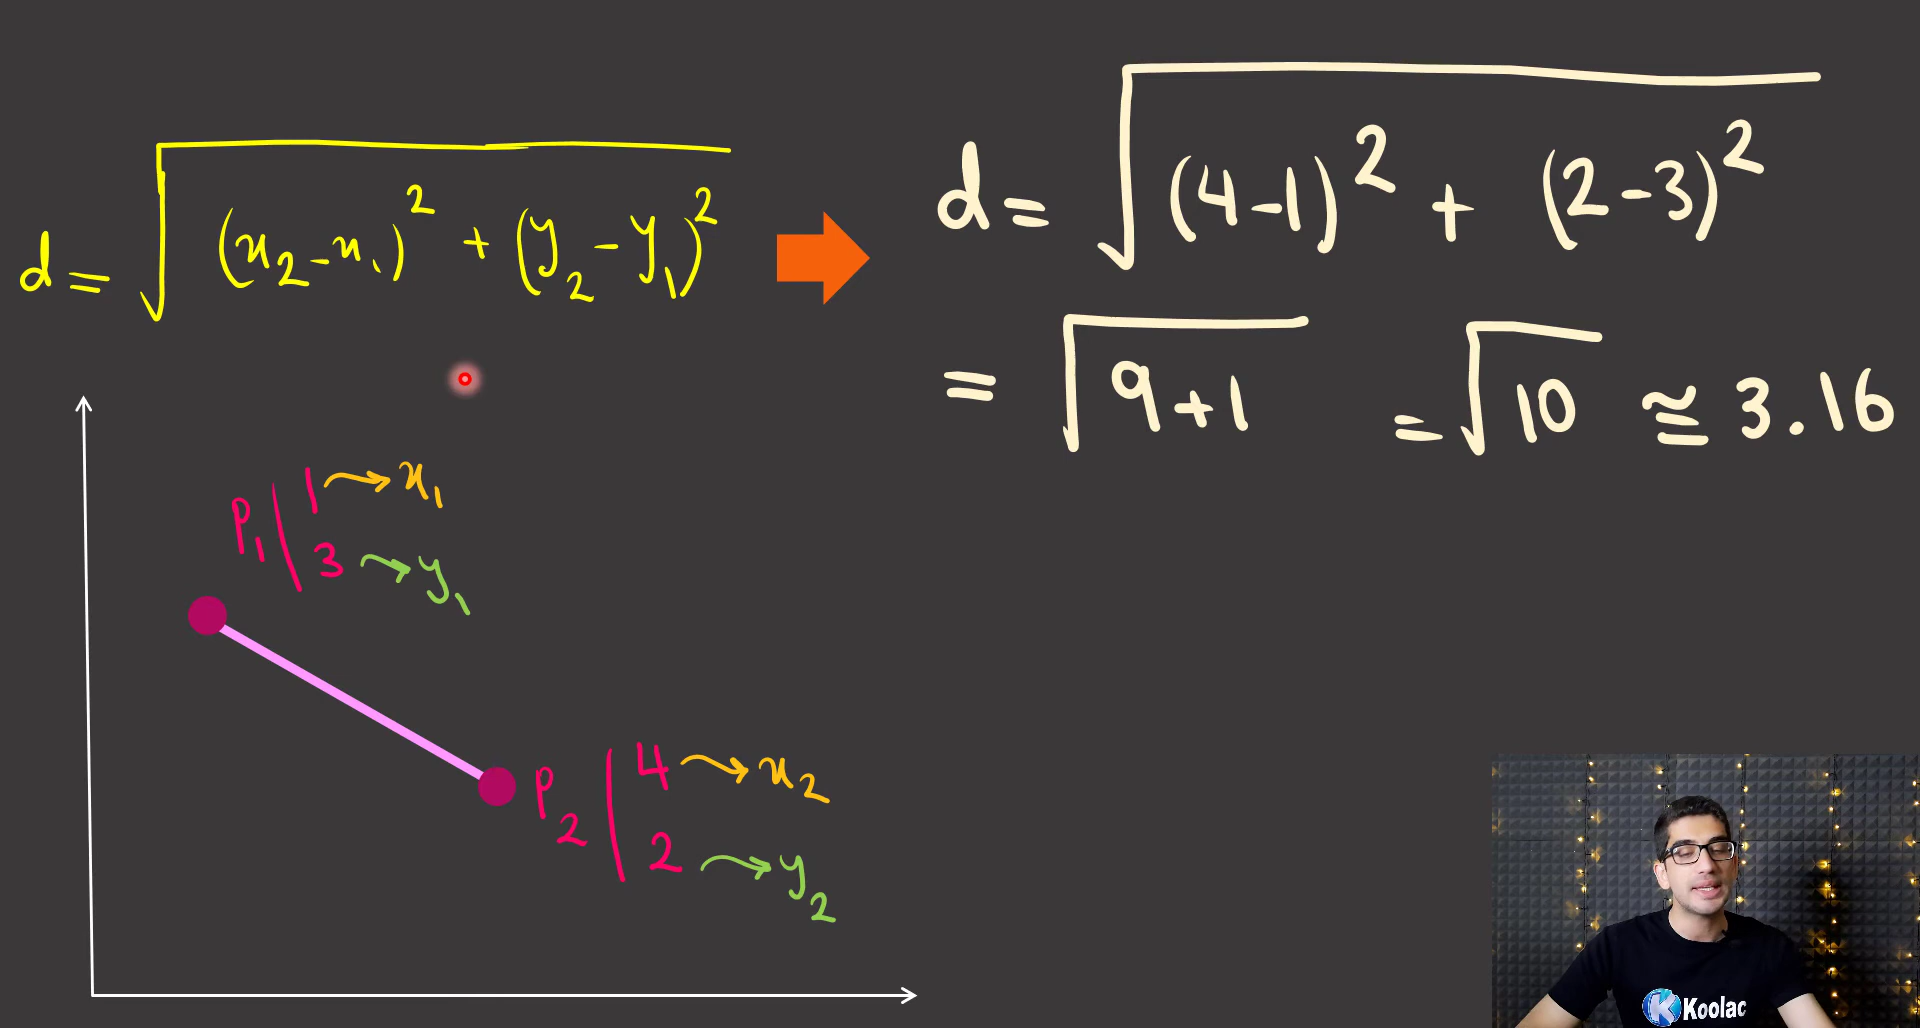 d = √(x₂-x₁)² + (y₂-y₁)²
d = √(4-1)² + (2-3)²
= √9+1 = √10 ≅ 3.16
P₁ | 1 → x₁
3 → y₁
P₂ | 4 → x₂
2 → y₂
K Koolac